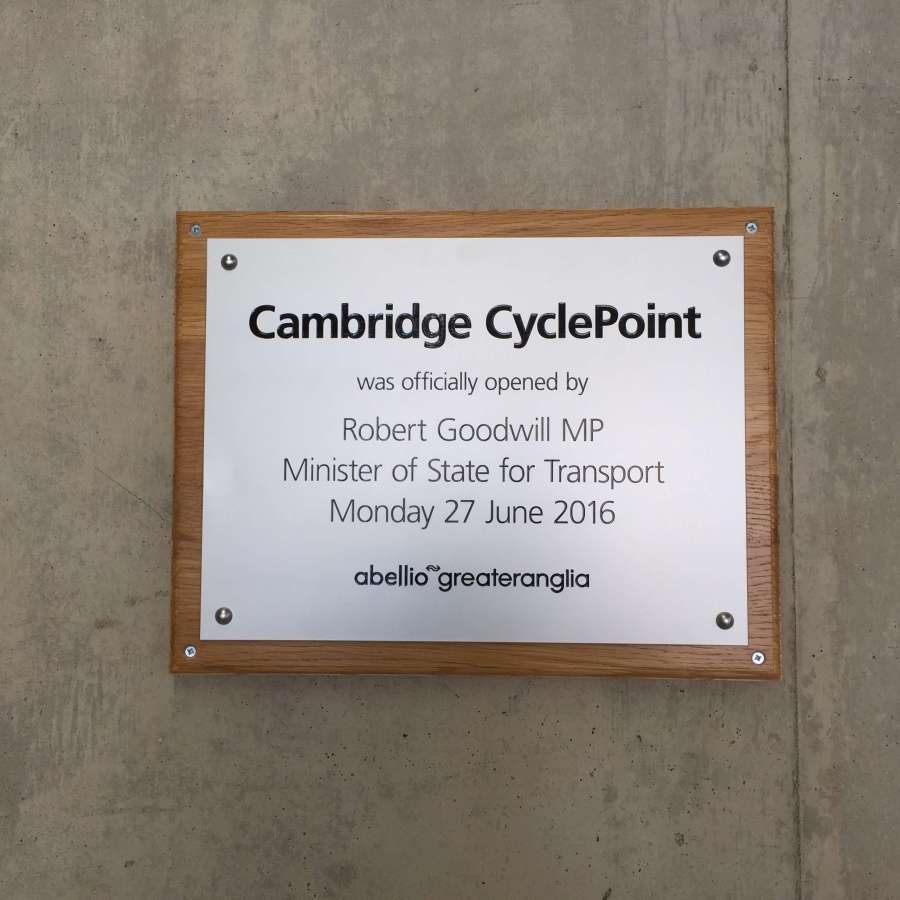 Cambridge CyclePoint
was officially opened by
Robert Goodwill MP
Minister of State for Transport
Monday 27 June 2016
abellio greateranglia